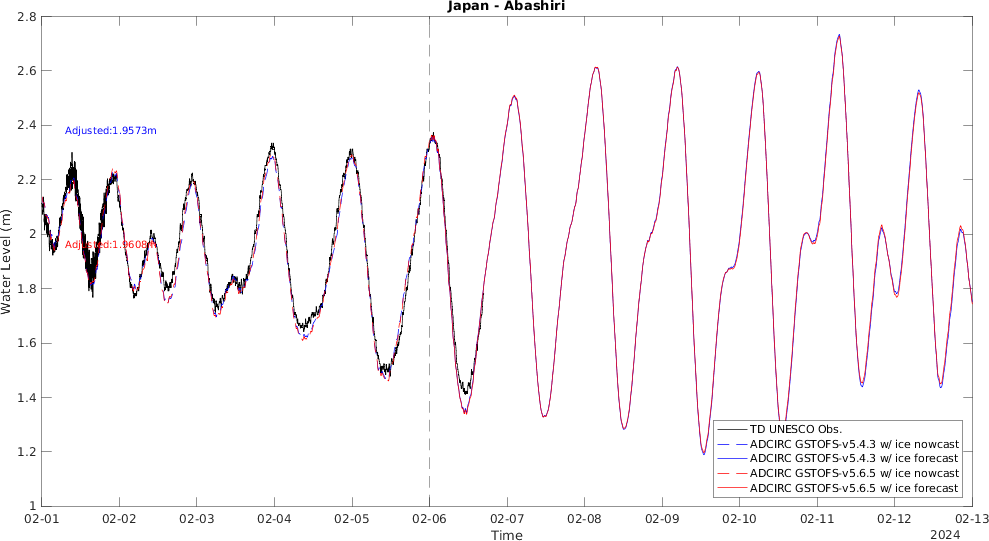 Japan - Abashiri
2.8
2.6
2.4
2.2
2
1.8
1.6
1.4
1.2
1
Water Level (m)
Adjusted:1.9573m
Adjusted:1.9608m
TD UNESCO Obs.
ADCIRC GSTOFS-v5.4.3 w/ ice nowcast
ADCIRC GSTOFS-v5.4.3 w/ ice forecast
ADCIRC GSTOFS-v5.6.5 w/ ice nowcast
ADCIRC GSTOFS-v5.6.5 w/ ice forecast
02-01 02-02 02-03 02-04 02-05 02-06 02-07 02-08 02-09 02-10 02-11 02-12 02-13
Time
2024